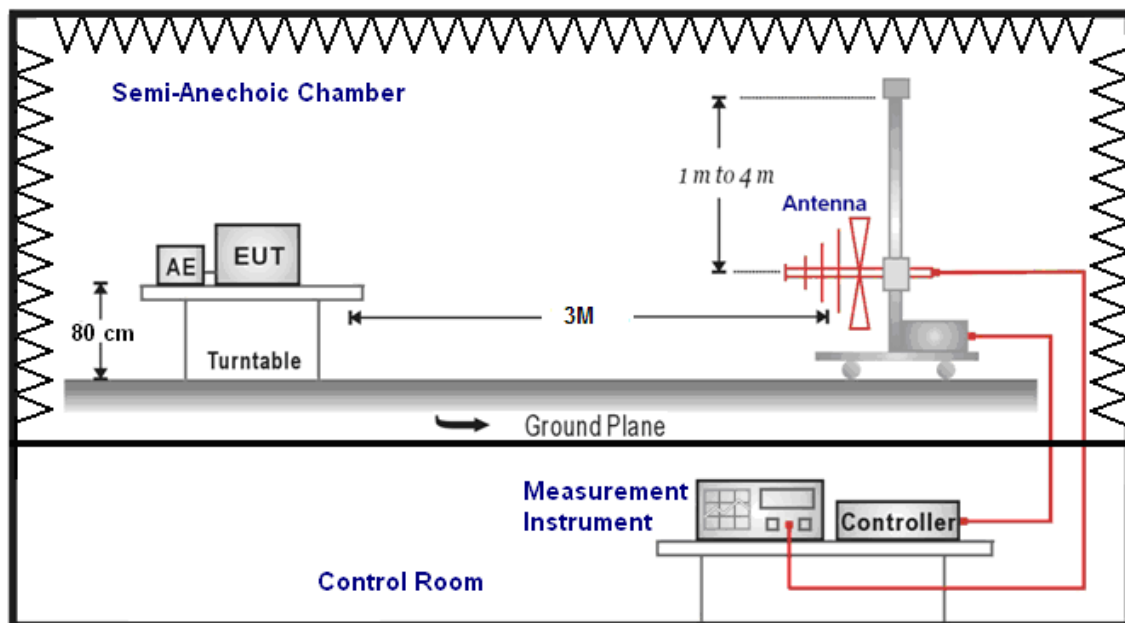 Semi-Anechoic Chamber
1 m to 4 m
Antenna
AE
EUT
80 cm
3M
Turntable
Ground Plane
Measurement
Instrument
Controller
Control Room